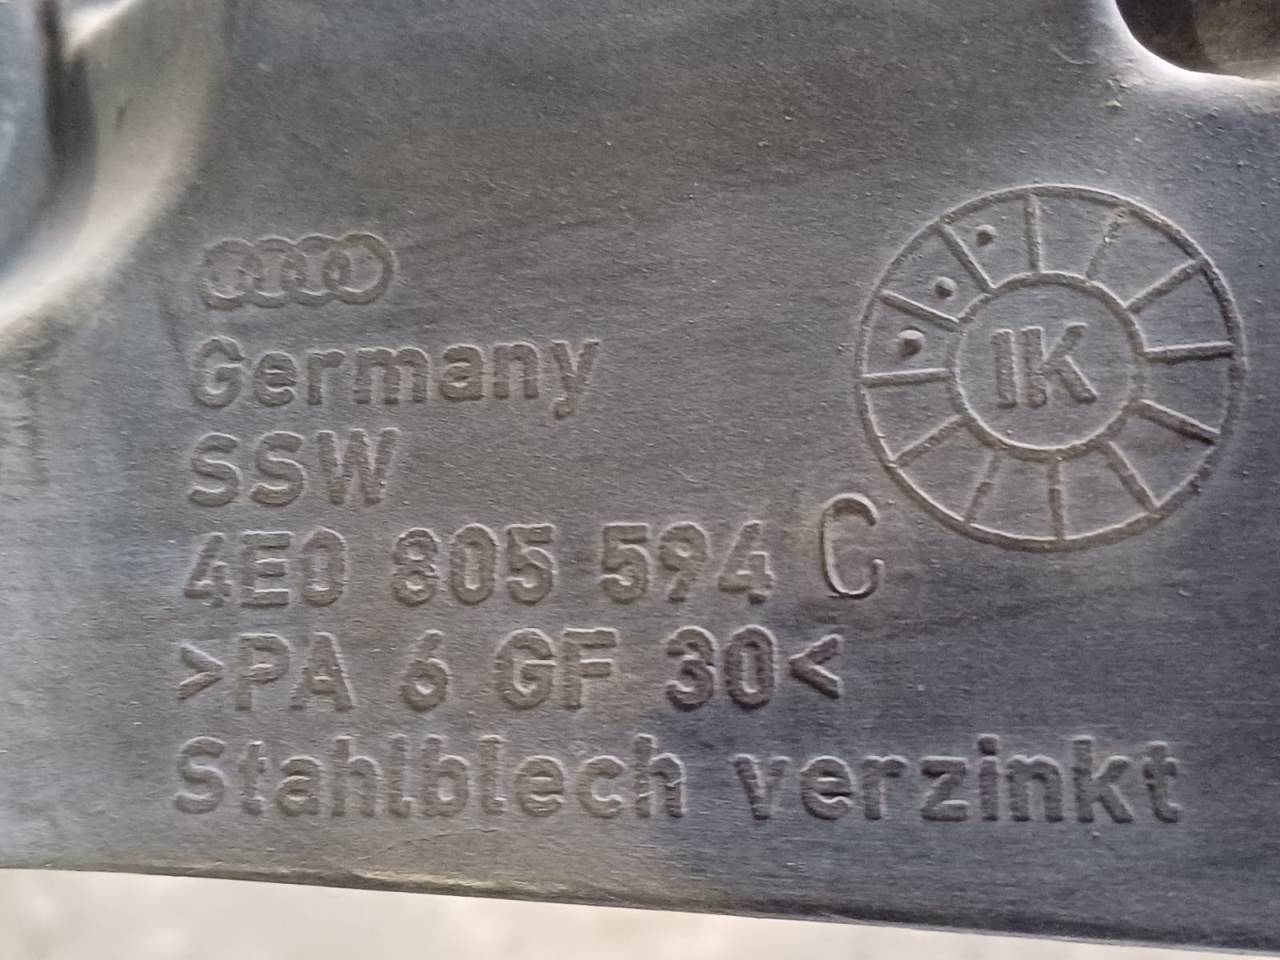 Germany
SSW
4E0 805 594 C
>PA 6 GF 30<
Stahlblech verzinkt
IK